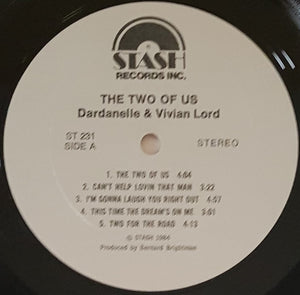 STASH
RECORDS INC.
THE TWO OF US
Dardanelle & Vivian Lord
ST 231
SIDE A
STEREO
1. THE TWO OF US 4:04
2. CAN'T HELP LOVIN THAT MAN 3:22
3. I'M GONNA LAUGH YOU RIGHT OUT 4:07
4. THIS TIME THE DREAM'S ON ME 5:01
5. TWO FOR THE ROAD 4:13
© STASH 1984
Produced by Bernard Brightman